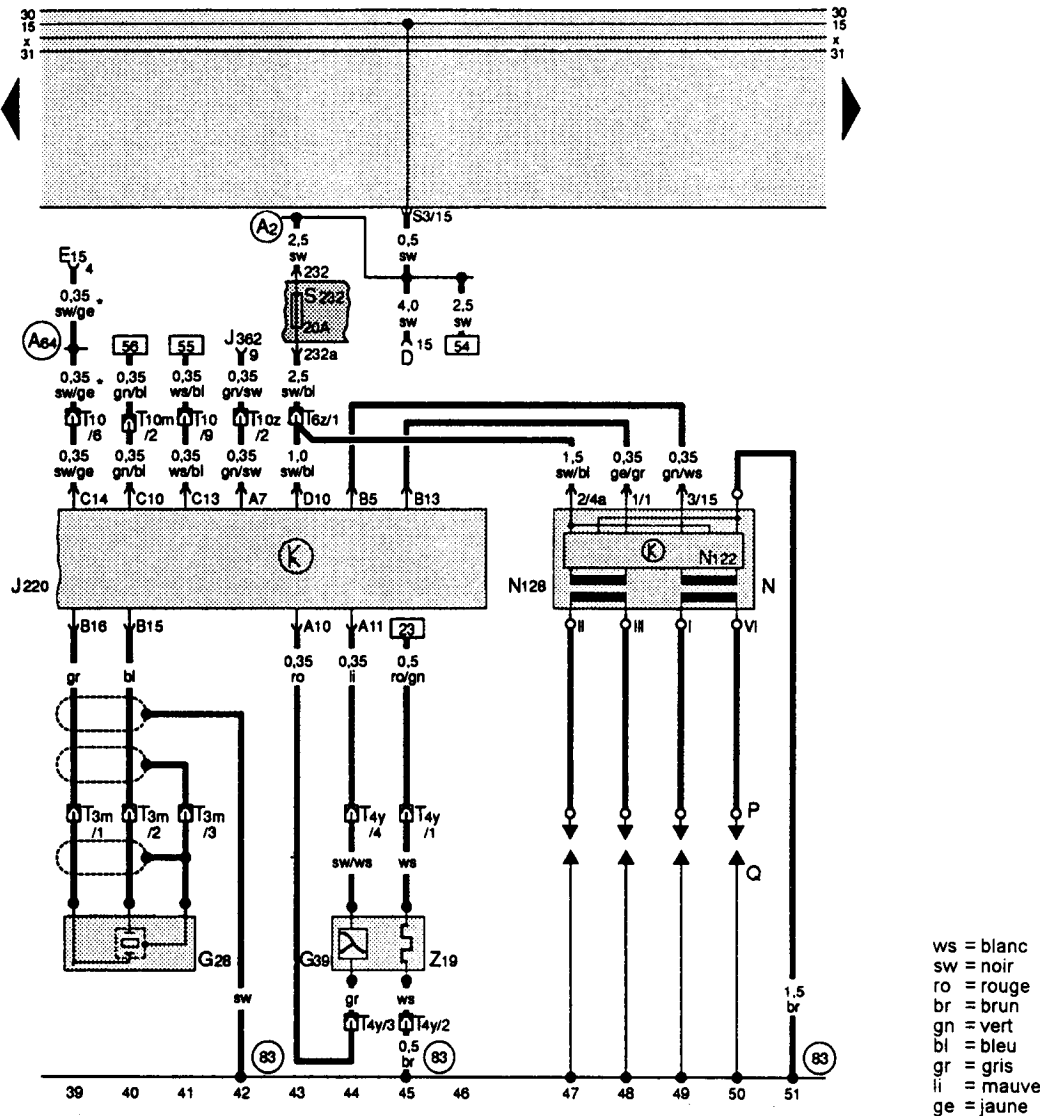 30 30
15 15
x x
31 31
S3/15
A2
2,5 0,5
sw sw
232
E15
4
S232
20A
0,35
sw/ge *
4,0 2,5
sw sw
A64
56 55 J362
9
232a
15
D
54
0,35 0,35 0,35 0,35 2,5
sw/ge * gn/bl ws/bl gn/sw sw/bl
T10 T10m T10 T10z T6z/1
/6 /2 /9 /2
0,35 0,35 0,35 0,35 1,0 1,5 0,35 0,35
sw/ge gn/bl ws/bl gn/sw sw/bl sw/bl ge/gr gn/ws
C14 C10 C13 A7 D10 B5 B13 2/4a 1/1 3/15
K K
N122
J220 N128 N
B16 B15 A10 A11 23 II III I VI
0,35 0,35 0,5
gr bl ro li ro/gn
T3m T3m T3m T4y T4y P
/1 /2 /3 /4 /1
sw/ws ws
Q
G28 G39 Z19
sw gr ws 1,5
br
T4y/3 T4y/2
0,5
br
83 83 83
39 40 41 42 43 44 45 46 47 48 49 50 51
ws = blanc
sw = noir
ro = rouge
br = brun
gn = vert
bl = bleu
gr = gris
li = mauve
ge = jaune